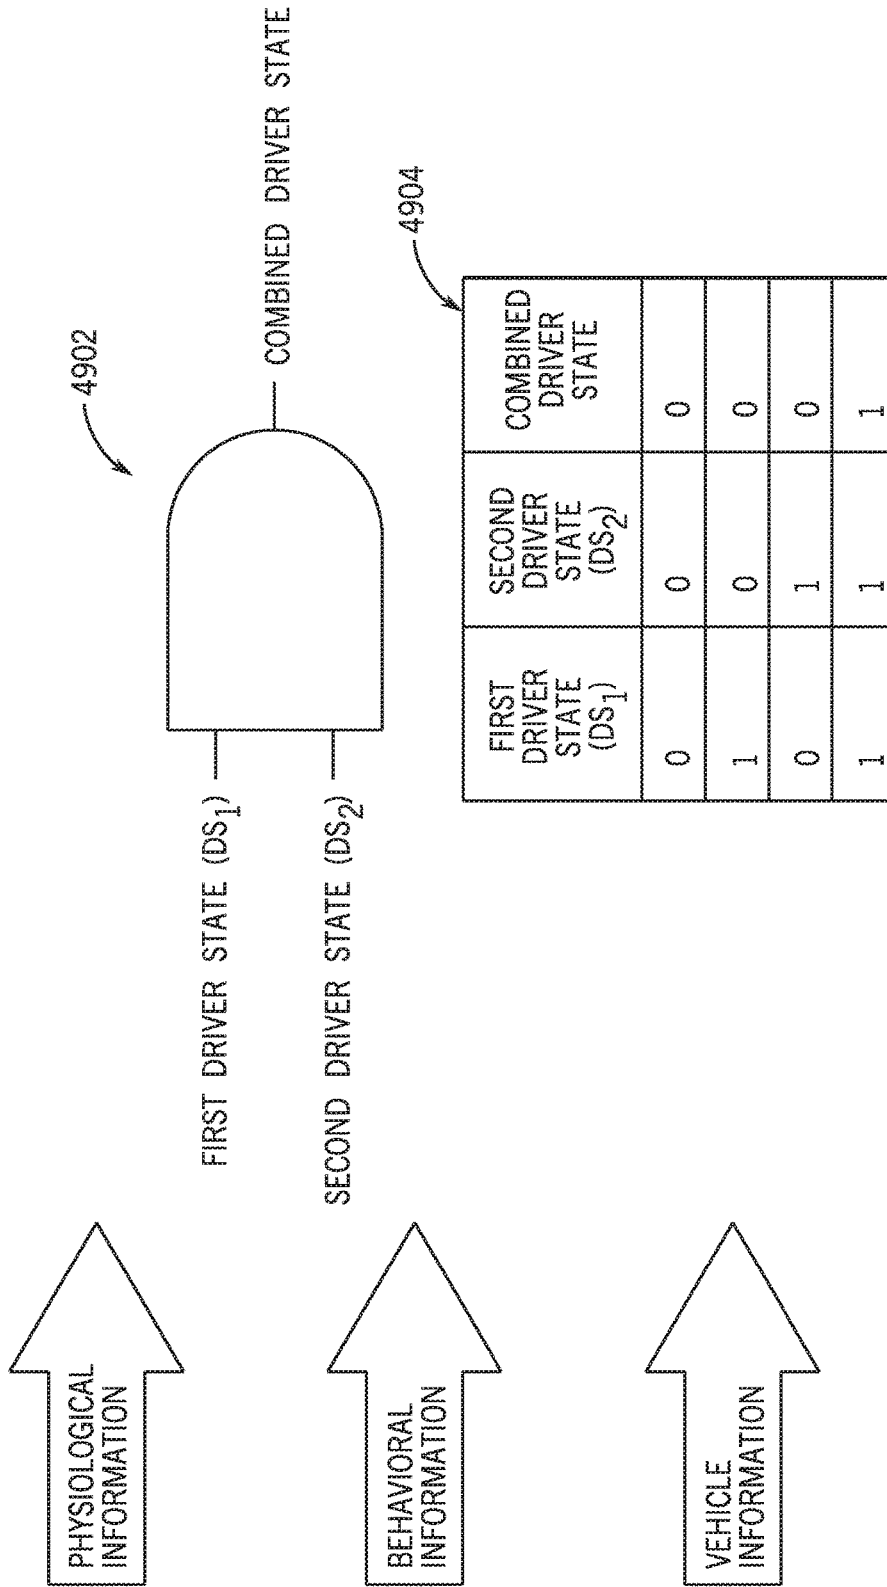 PHYSIOLOGICAL
INFORMATION
BEHAVIORAL
INFORMATION
VEHICLE
INFORMATION
FIRST DRIVER STATE (DS1)
SECOND DRIVER STATE (DS2)
4902
COMBINED DRIVER STATE
4904
FIRST
DRIVER
STATE
(DS1)
SECOND
DRIVER
STATE
(DS2)
COMBINED
DRIVER
STATE
0 0 0
1 0 0
0 1 0
1 1 1